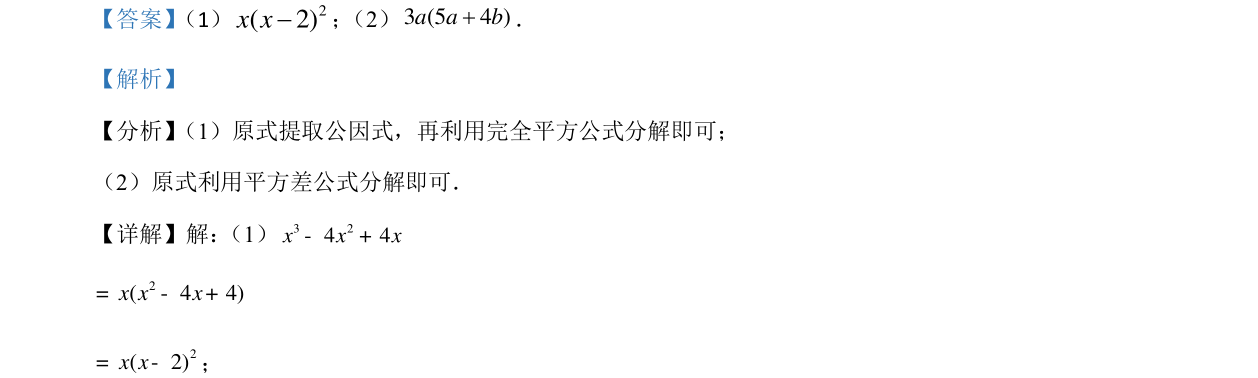 【答案】（1） x(x−2)²；（2） 3a(5a+4b)．
【解析】
【分析】（1）原式提取公因式，再利用完全平方公式分解即可；
（2）原式利用平方差公式分解即可．
【详解】解：（1） x³- 4x²+ 4x
= x(x²- 4x+ 4)
= x(x- 2)²；